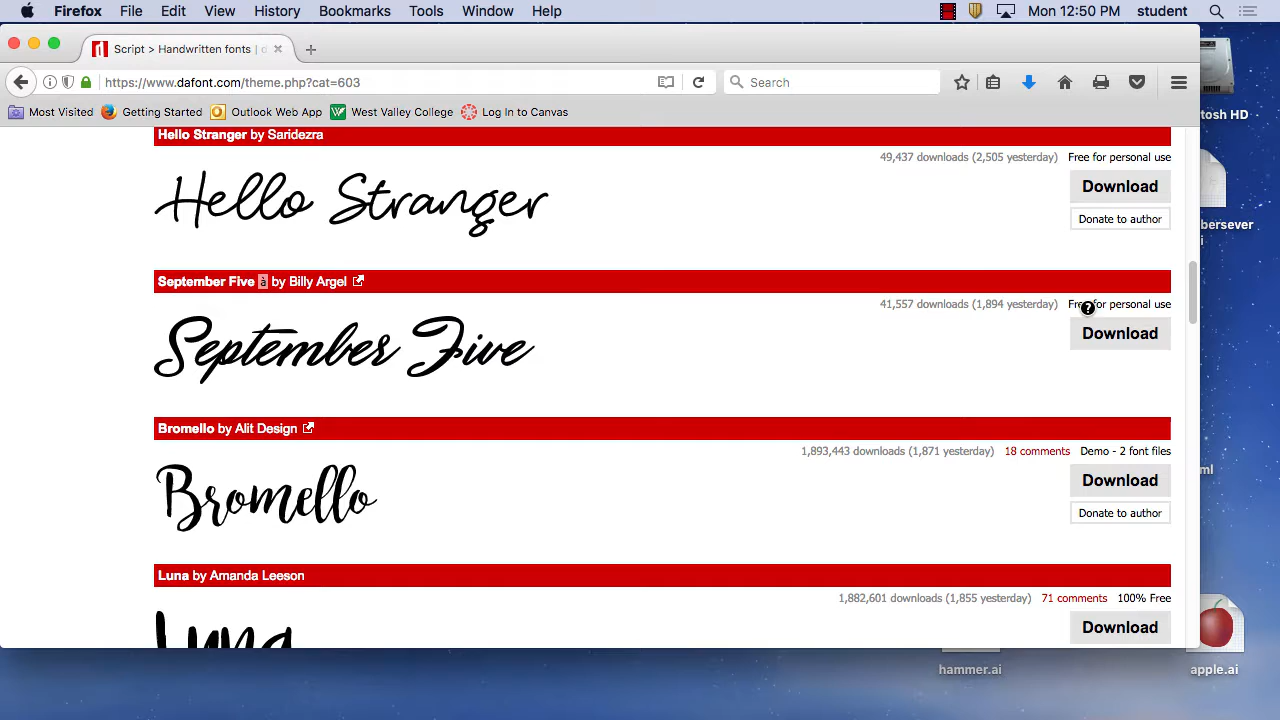 Firefox File Edit View History Bookmarks Tools Window Help Mon 12:50 PM student
Script > Handwritten fonts | d
https://www.dafont.com/theme.php?cat=603 Search
Most Visited Getting Started Outlook Web App West Valley College Log In to Canvas
tosh HD
Hello Stranger by Saridezra
49,437 downloads (2,505 yesterday) Free for personal use
Download
Donate to author
Hello Stranger
bersever
i
September Five à by Billy Argel
41,557 downloads (1,894 yesterday) Free for personal use
Download
September Five
Bromello by Alit Design
1,893,443 downloads (1,871 yesterday) 18 comments Demo - 2 font files
Download
Donate to author
Bromello
ml
Luna by Amanda Leeson
1,882,601 downloads (1,855 yesterday) 71 comments 100% Free
Download
Luna
hammer.ai
apple.ai